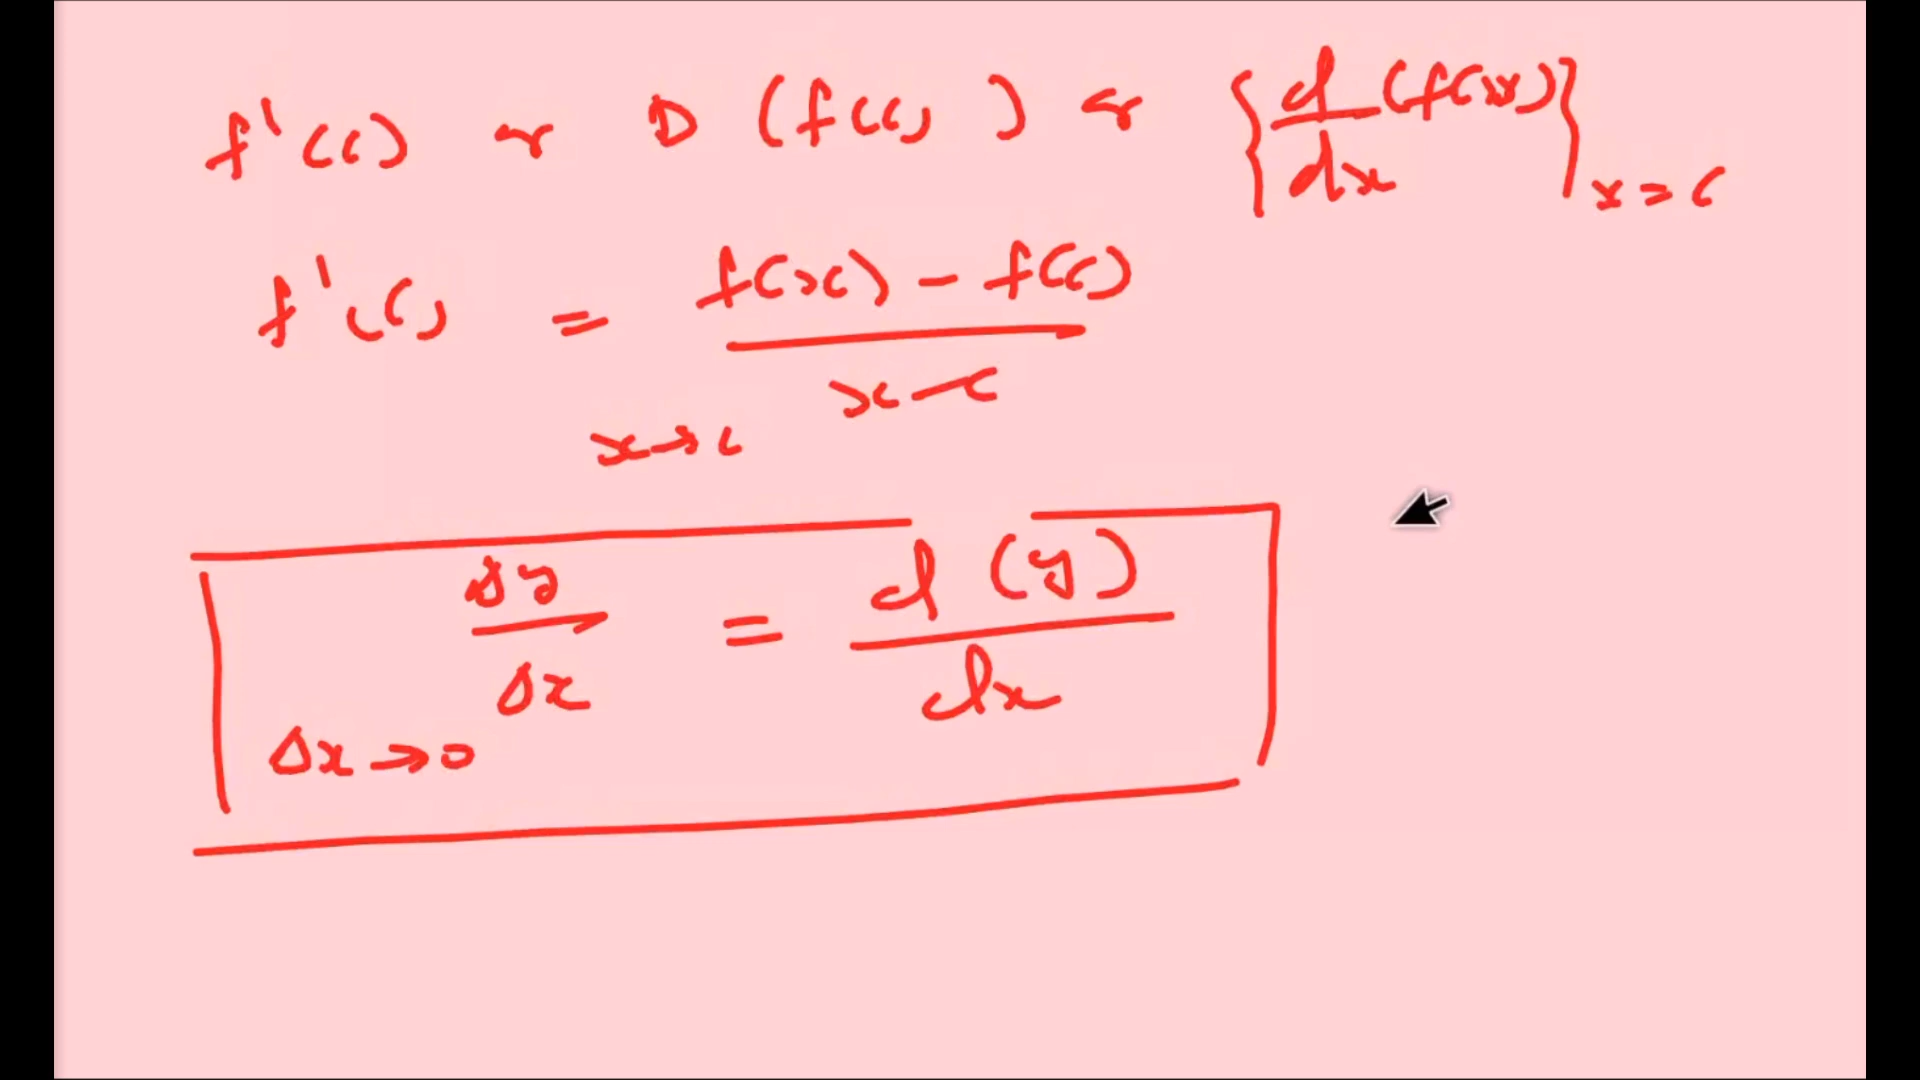 f'(c) or D (f(c)) or {d/dx (f(x))}x=c
f'(c) = f(x) - f(c)
x-c
x→c
Δy/Δx = d(y)/dx
Δx→0